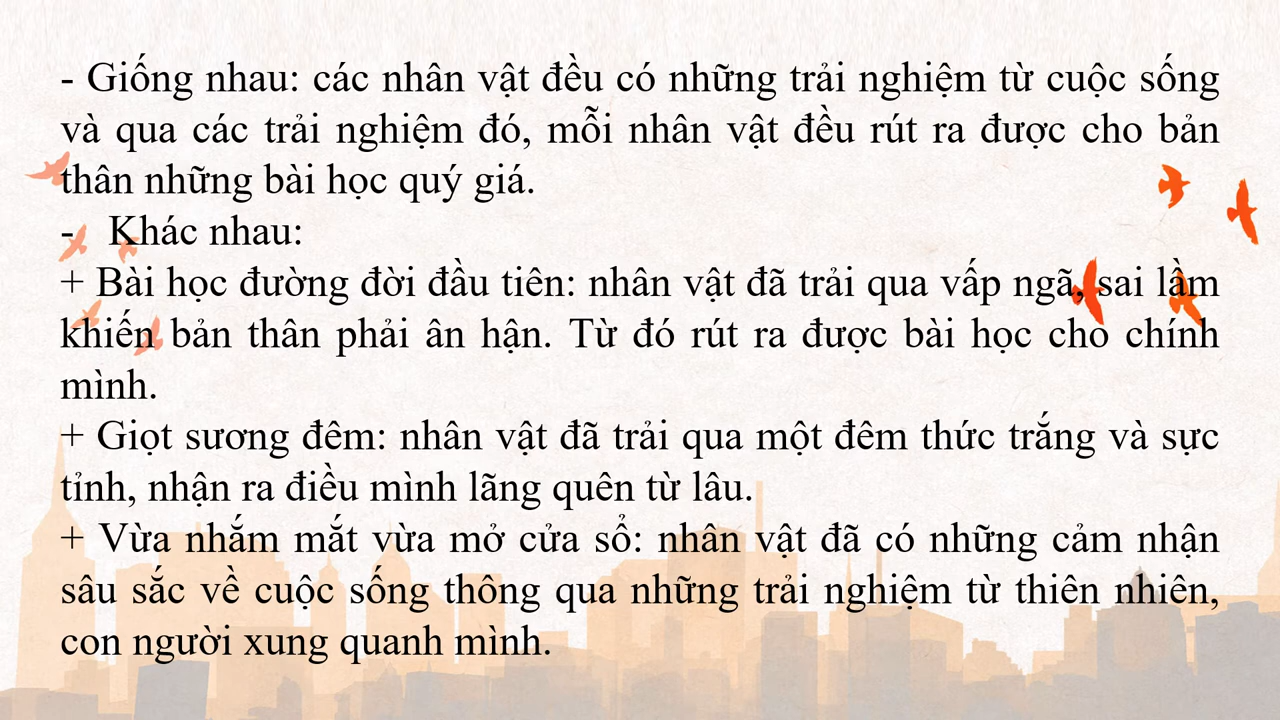 - Giống nhau: các nhân vật đều có những trải nghiệm từ cuộc sống
và qua các trải nghiệm đó, mỗi nhân vật đều rút ra được cho bản
thân những bài học quý giá.
- Khác nhau:
+ Bài học đường đời đầu tiên: nhân vật đã trải qua vấp ngã, sai lầm
khiến bản thân phải ân hận. Từ đó rút ra được bài học cho chính
mình.
+ Giọt sương đêm: nhân vật đã trải qua một đêm thức trắng và sực
tỉnh, nhận ra điều mình lãng quên từ lâu.
+ Vừa nhắm mắt vừa mở cửa sổ: nhân vật đã có những cảm nhận
sâu sắc về cuộc sống thông qua những trải nghiệm từ thiên nhiên,
con người xung quanh mình.